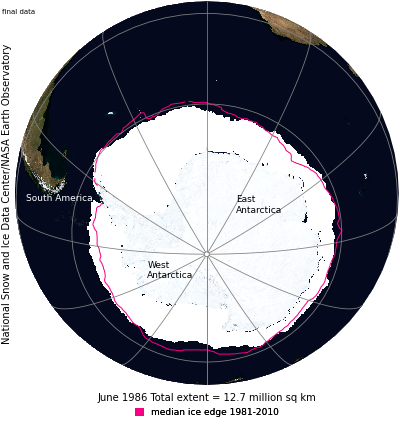 final data
National Snow and Ice Data Center/NASA Earth Observatory
South America
East
Antarctica
West
Antarctica
June 1986 Total extent = 12.7 million sq km
median ice edge 1981-2010